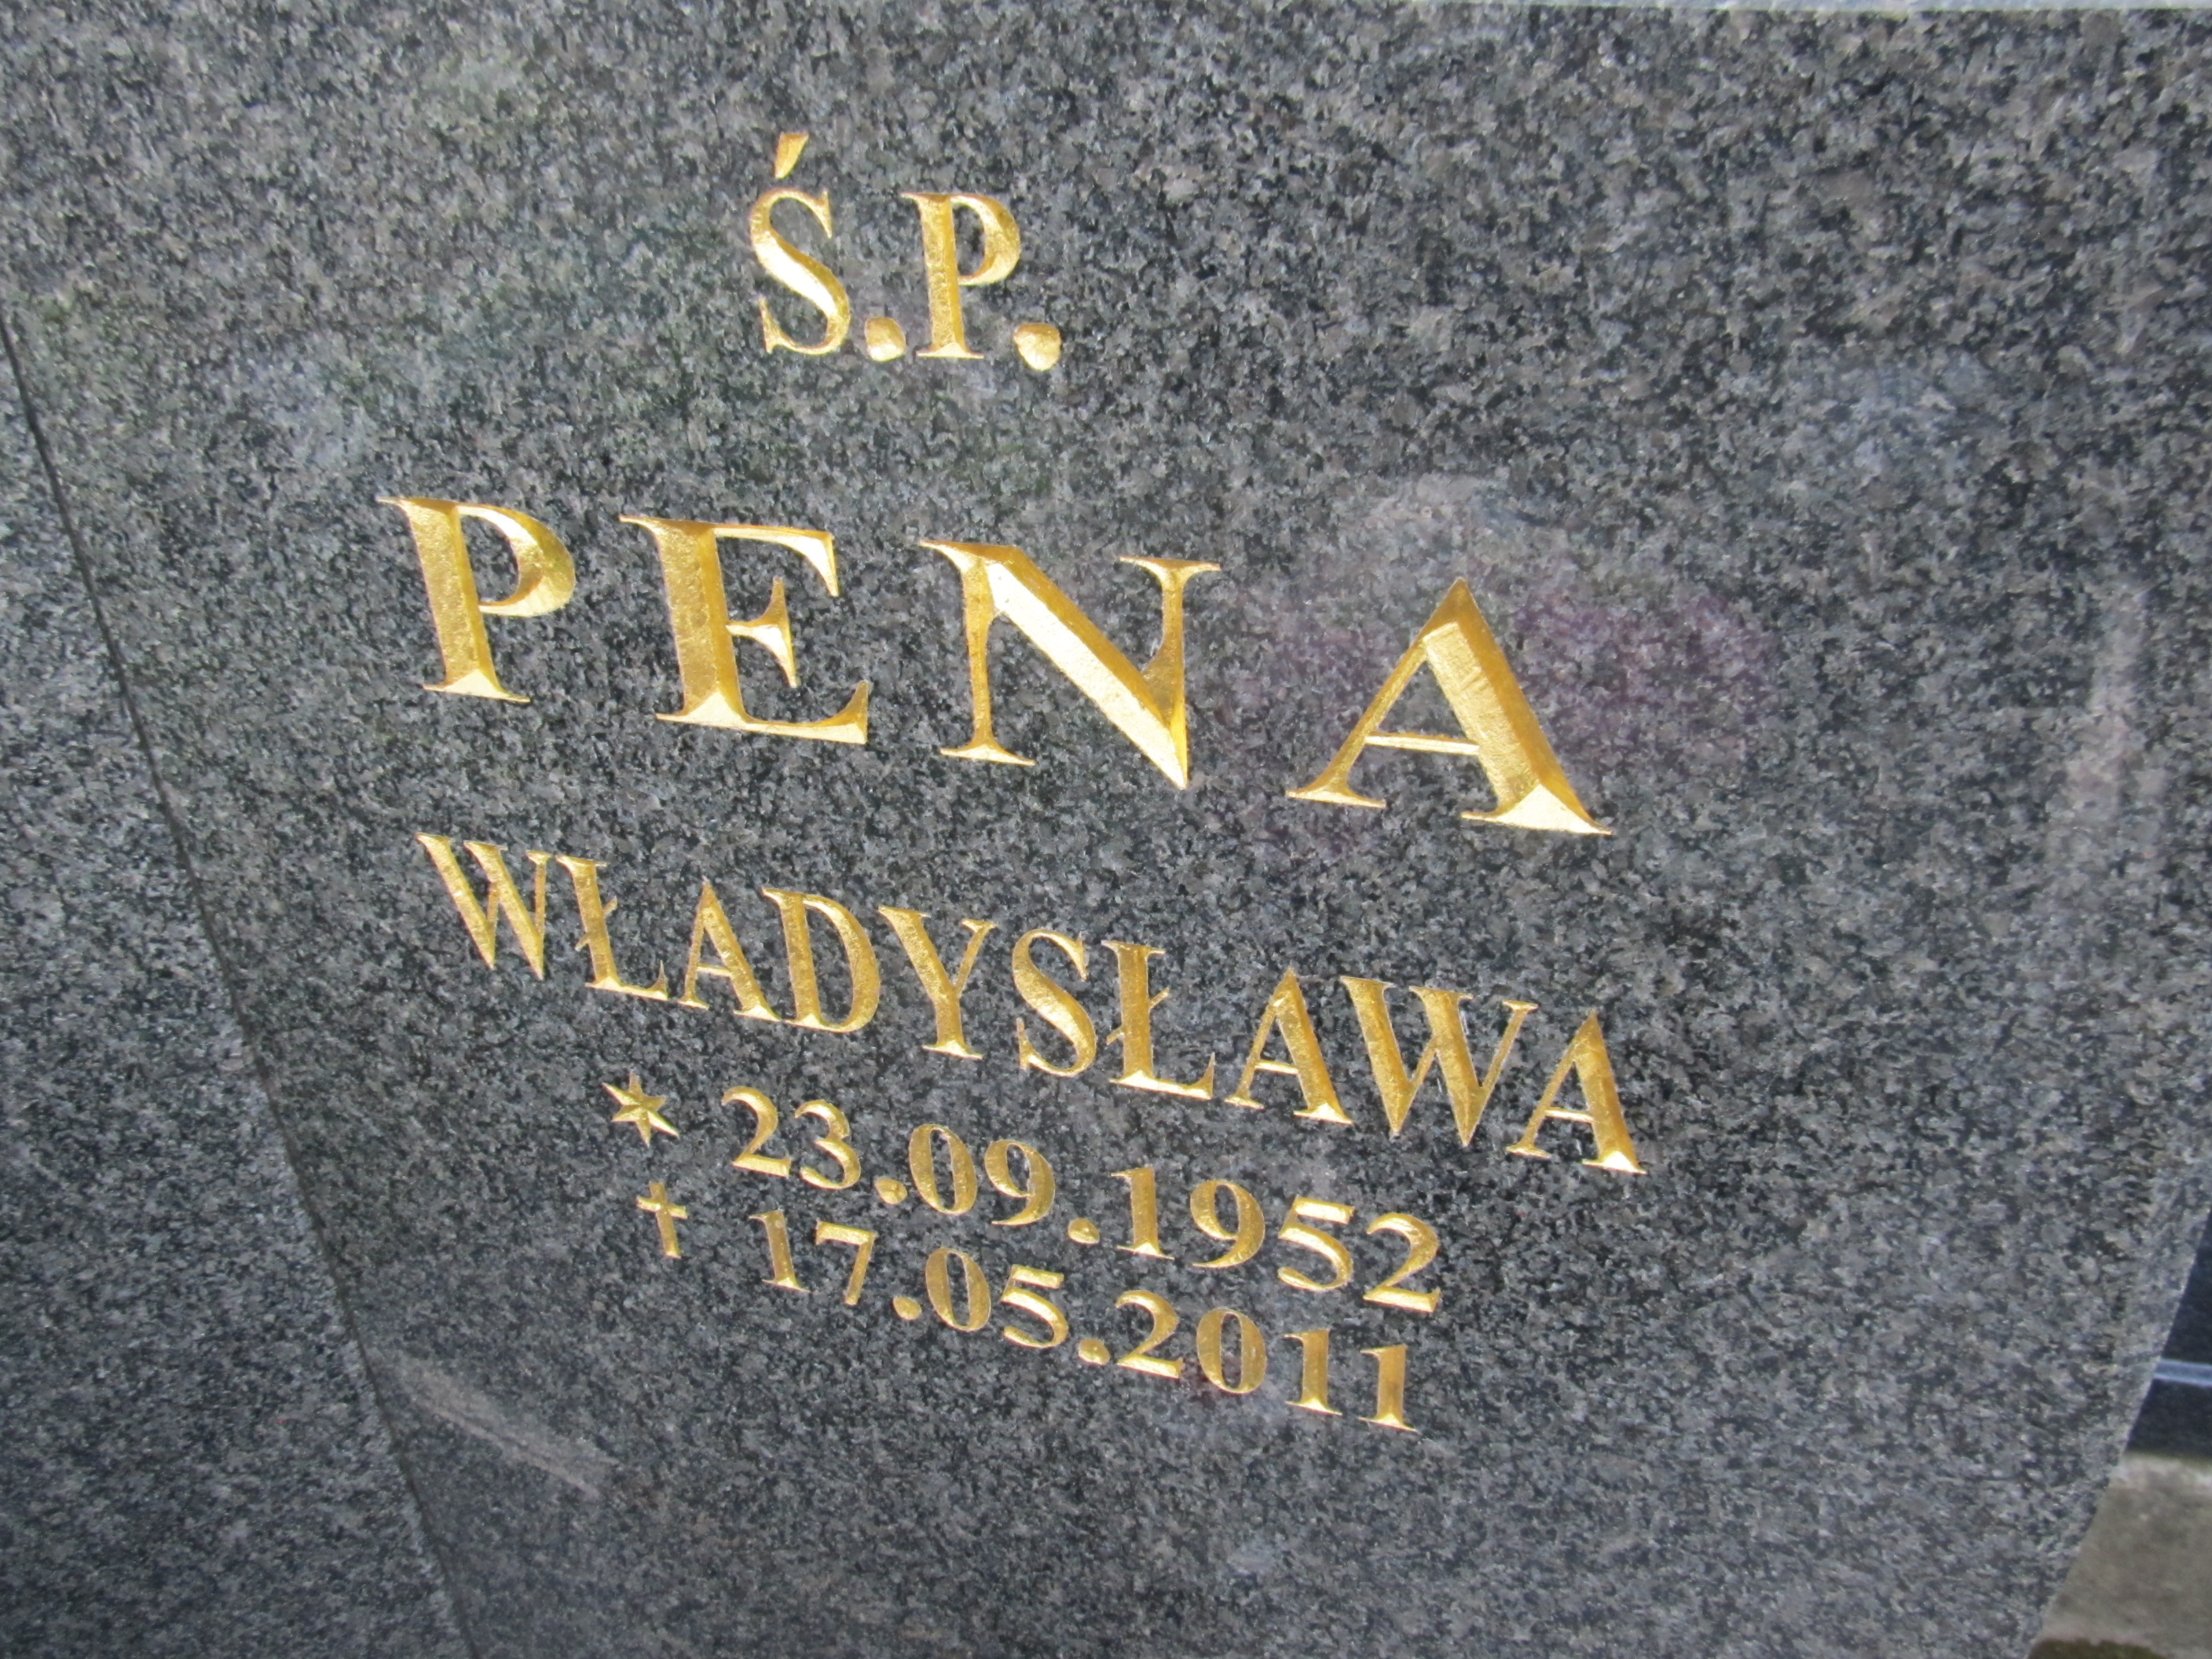 Ś.P.
PENA
WŁADYSŁAWA
★ 23.09.1952
✝ 17.05.2011